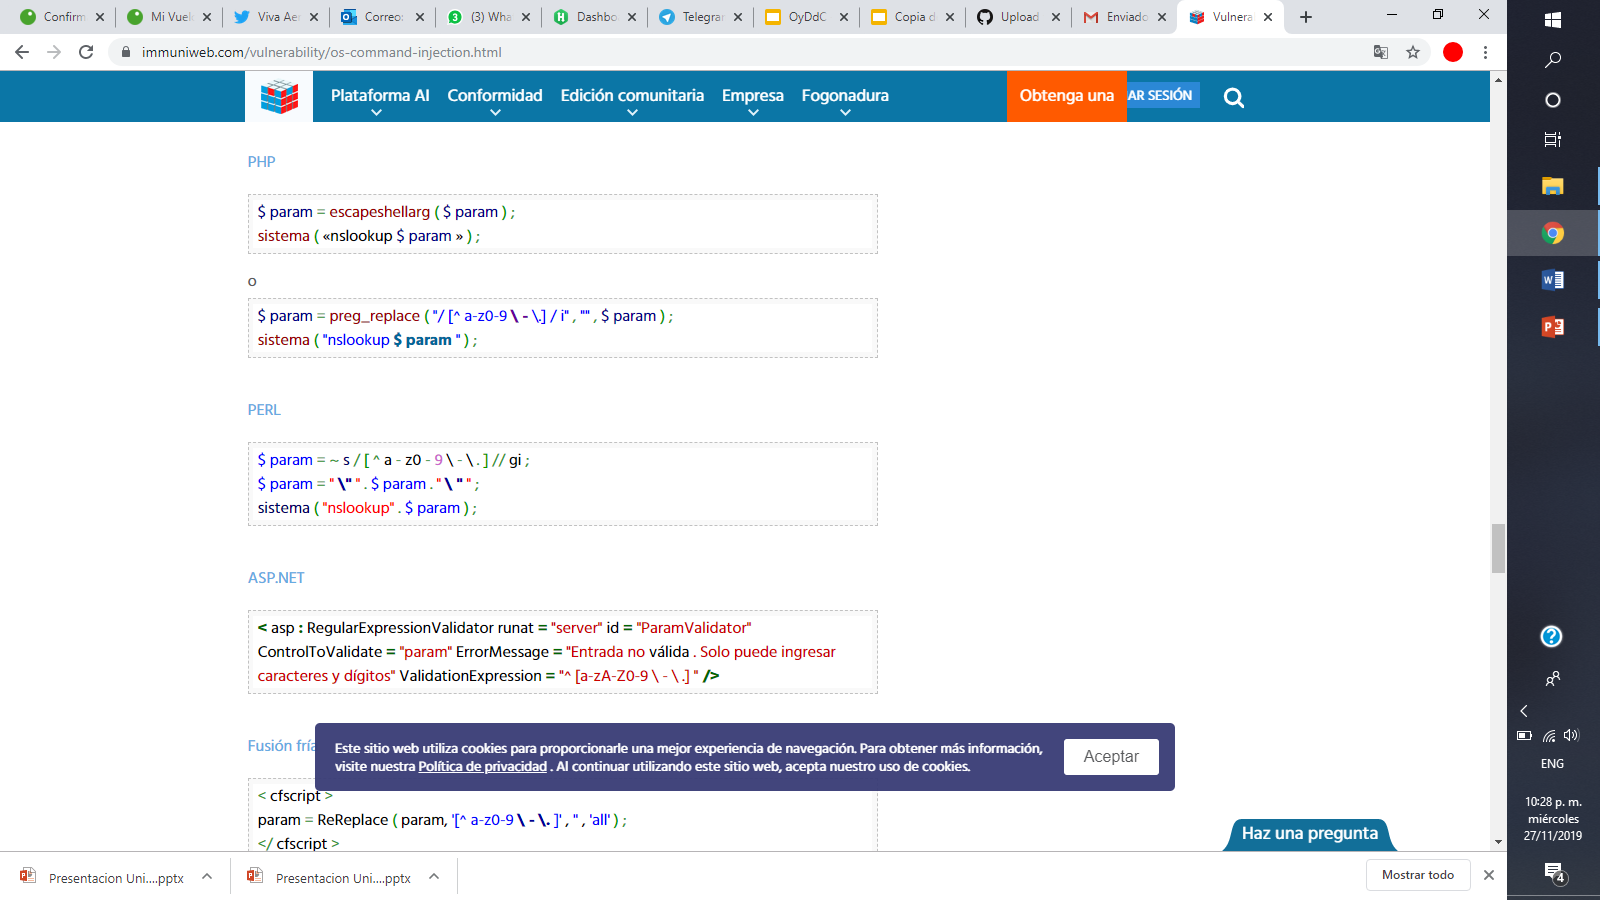 Confirm
Mi Vuel
Viva Aer
Correo:
(3) Wha
Dashbo
Telegrar
OyDdC
Copia d
Upload
Enviado
Vulnera
immuniweb.com/vulnerability/os-command-injection.html
Plataforma AI Conformidad Edición comunitaria Empresa Fogonadura
Obtenga una
AR SESIÓN
PHP
$ param = escapeshellarg ( $ param ) ;
sistema ( «nslookup $ param » ) ;
o
$ param = preg_replace ( "/ [^ a-z0-9 \ - \.] / i" , "" , $ param ) ;
sistema ( "nslookup $ param " ) ;
PERL
$ param = ~ s / [ ^ a - z0 - 9 \ - \ . ] // gi ;
$ param = " \" " . $ param . " \ " " ;
sistema ( "nslookup" . $ param ) ;
ASP.NET
< asp : RegularExpressionValidator runat = "server" id = "ParamValidator"
ControlToValidate = "param" ErrorMessage = "Entrada no válida . Solo puede ingresar
caracteres y dígitos" ValidationExpression = "^ [a-zA-Z0-9 \ - \ .] " />
Fusión fría
Este sitio web utiliza cookies para proporcionarle una mejor experiencia de navegación. Para obtener más información,
visite nuestra Política de privacidad . Al continuar utilizando este sitio web, acepta nuestro uso de cookies.
Aceptar
< cfscript >
param = ReReplace ( param, '[^ a-z0-9 \ - \. ]' , '' , 'all' ) ;
</ cfscript >
Haz una pregunta
Presentacion Uni....pptx
Presentacion Uni....pptx
Mostrar todo
ENG
10:28 p. m.
miércoles
27/11/2019
4